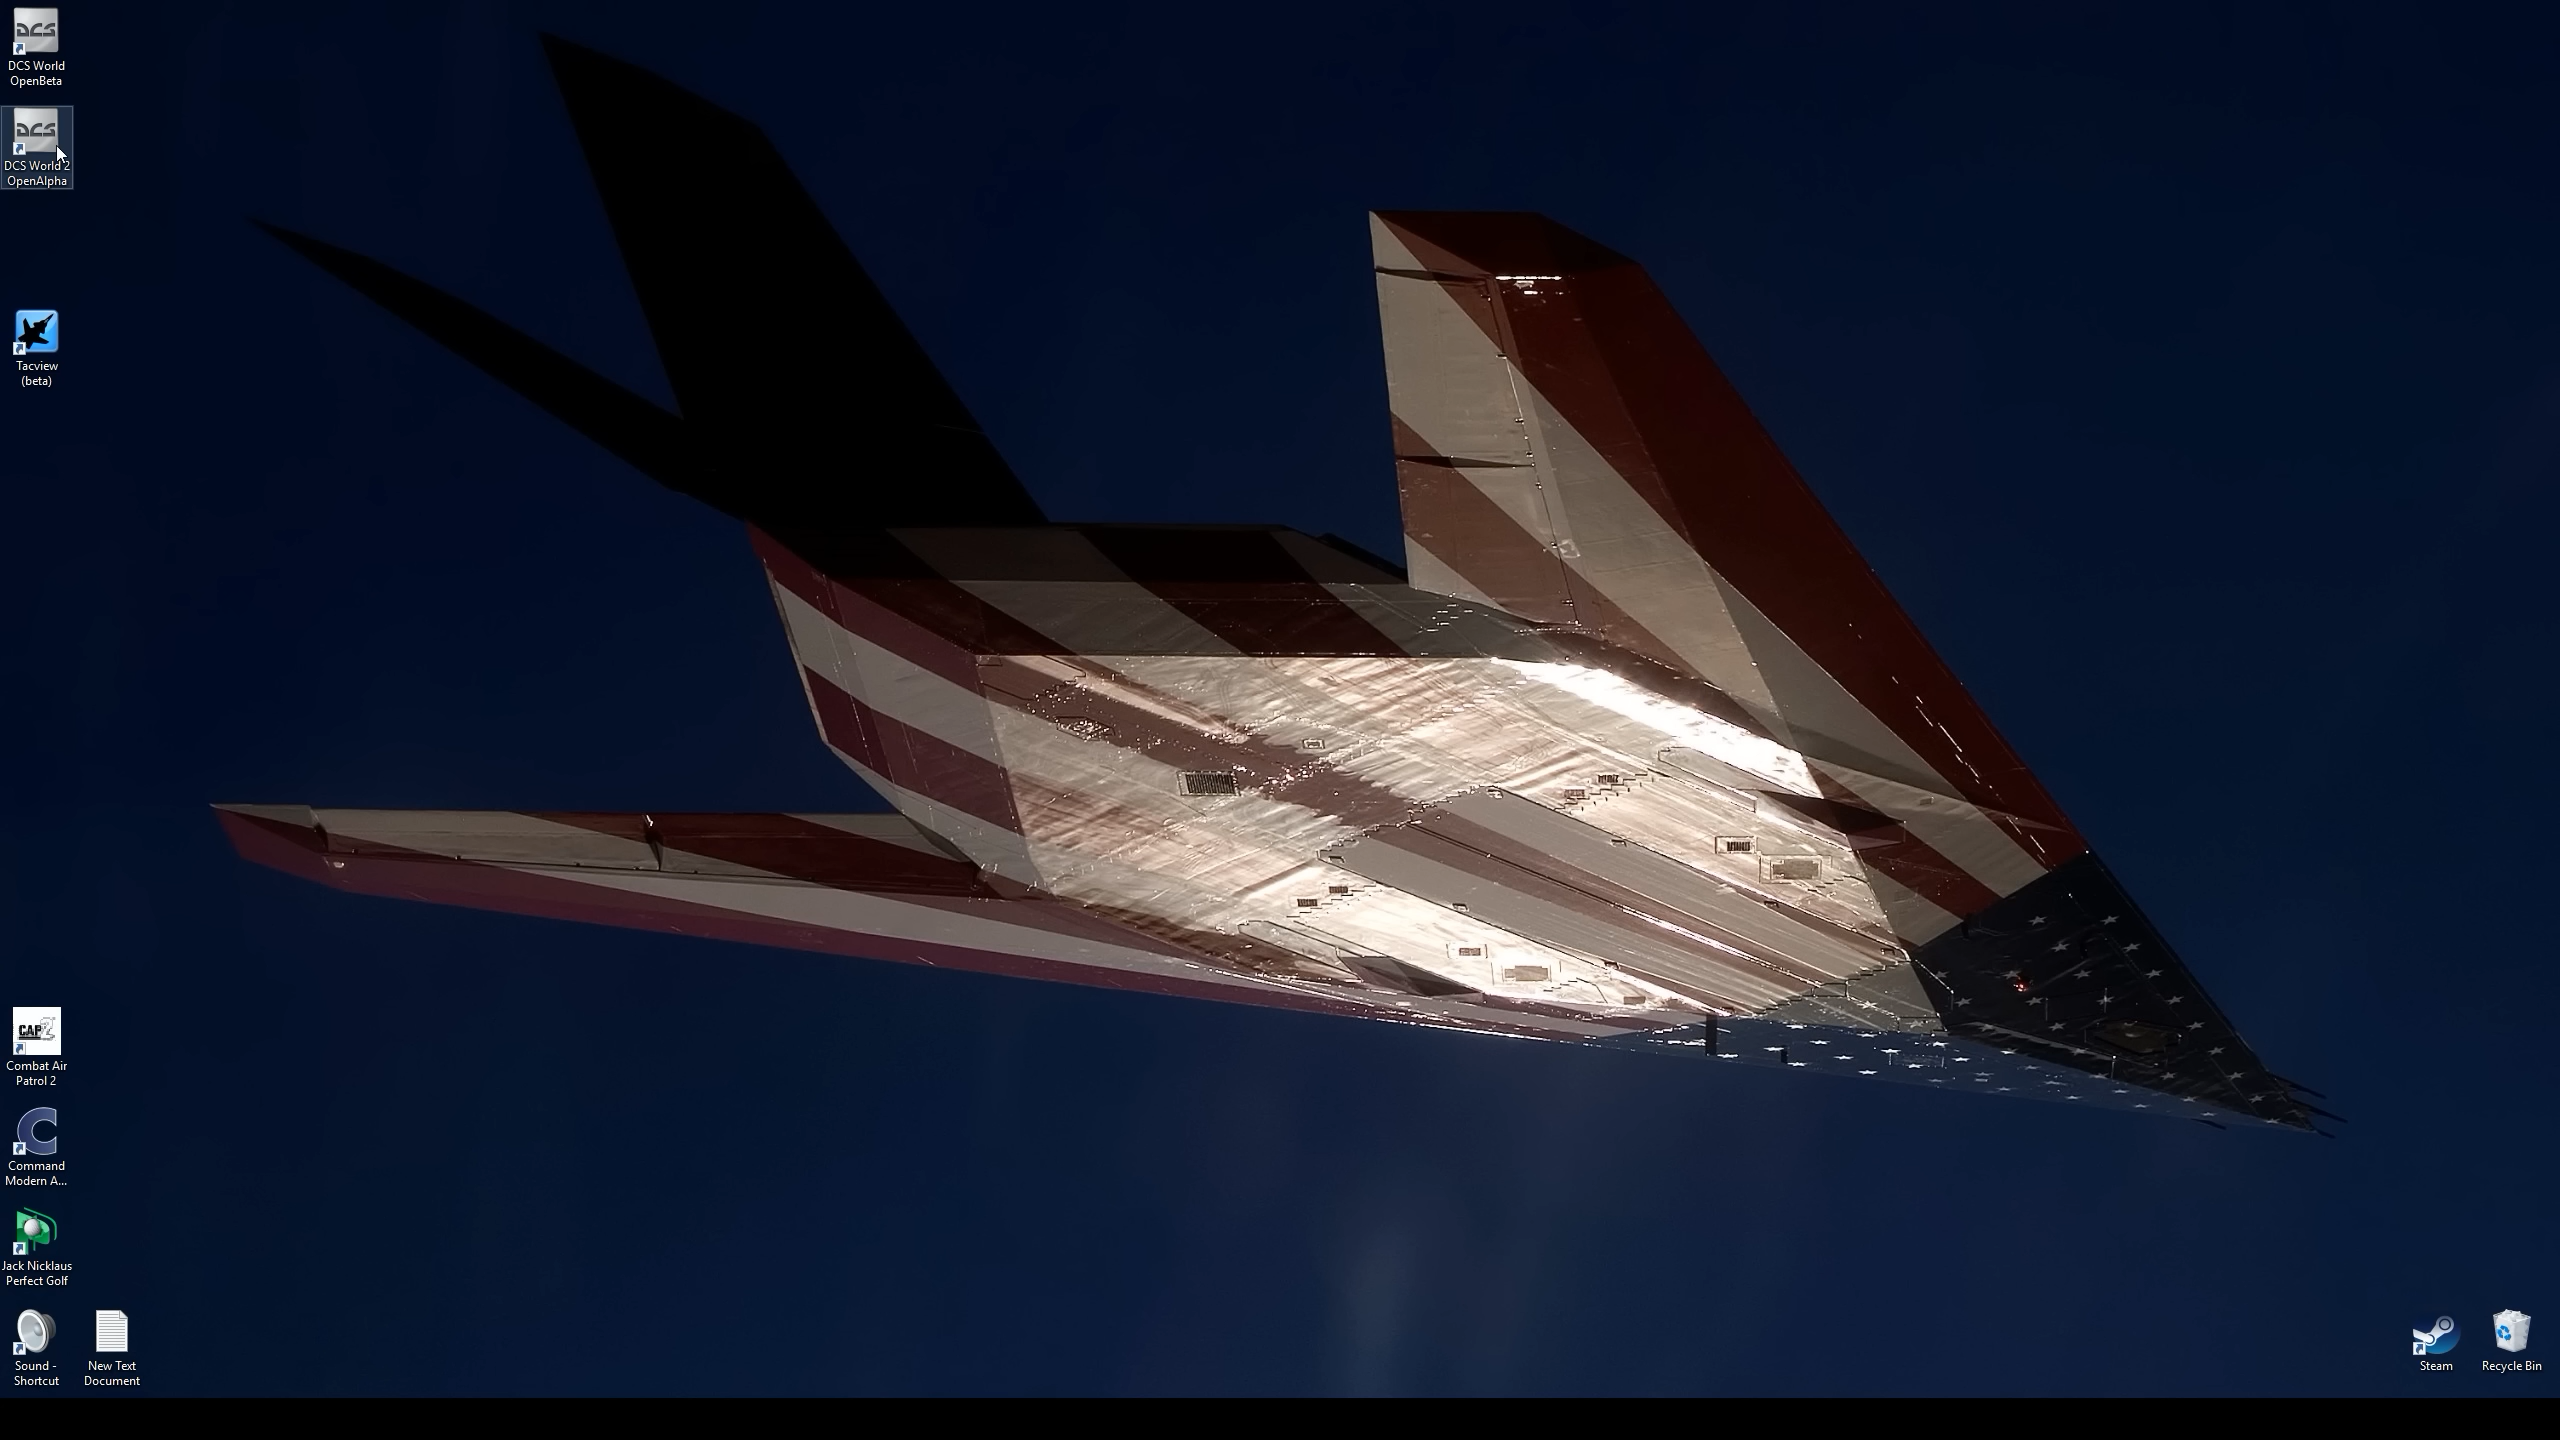 DCS
DCS World
OpenBeta
DCS
DCS World 2
OpenAlpha
Tacview
(beta)
CAP2
Combat Air
Patrol 2
C
Command
Modern A...
Jack Nicklaus
Perfect Golf
Sound -
Shortcut
New Text
Document
Steam
Recycle Bin